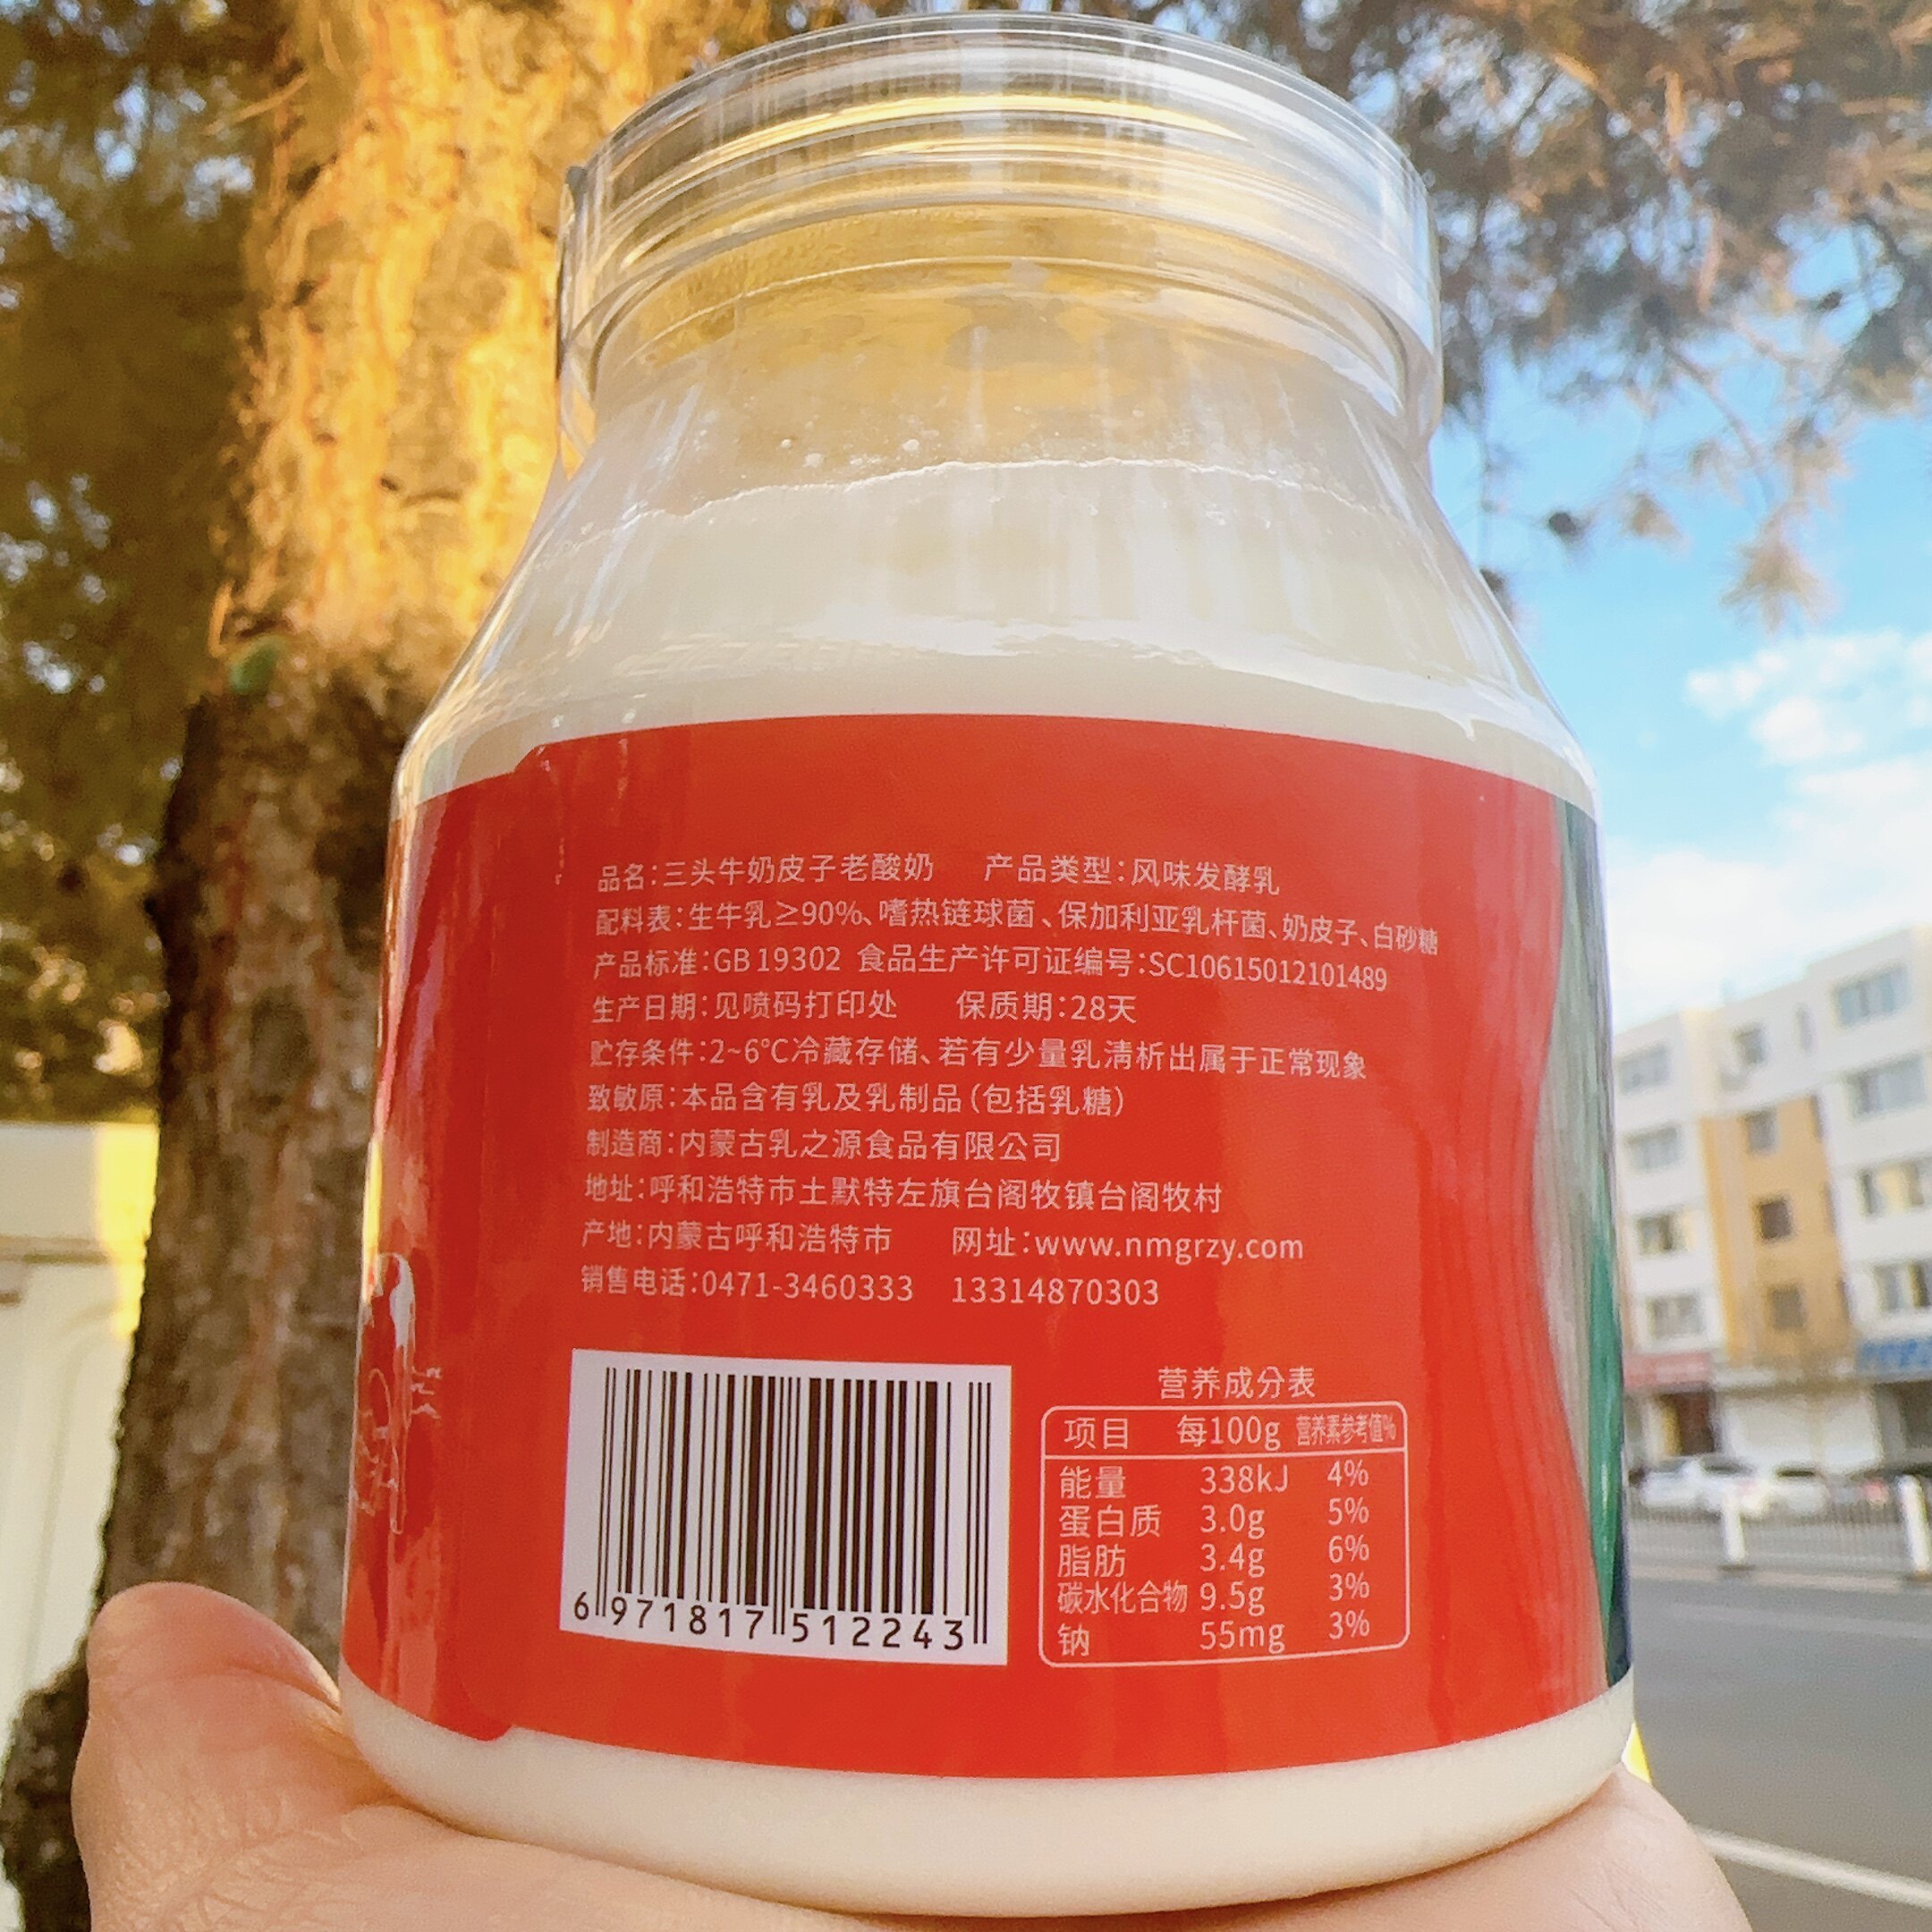 品名:三头牛奶皮子老酸奶 产品类型:风味发酵乳
配料表:生牛乳≥90%、嗜热链球菌、保加利亚乳杆菌、奶皮子、白砂糖
产品标准:GB 19302 食品生产许可证编号:SC10615012101489
生产日期:见喷码打印处 保质期:28天
贮存条件:2~6℃冷藏存储、若有少量乳清析出属于正常现象
致敏原:本品含有乳及乳制品(包括乳糖)
制造商:内蒙古乳之源食品有限公司
地址:呼和浩特市土默特左旗台阁牧镇台阁牧村
产地:内蒙古呼和浩特市 网址:www.nmgrzy.com
销售电话:0471-3460333 13314870303
6 971817 512243
营养成分表
项目 每100g 营养素参考值%
能量 338kJ 4%
蛋白质 3.0g 5%
脂肪 3.4g 6%
碳水化合物 9.5g 3%
钠 55mg 3%